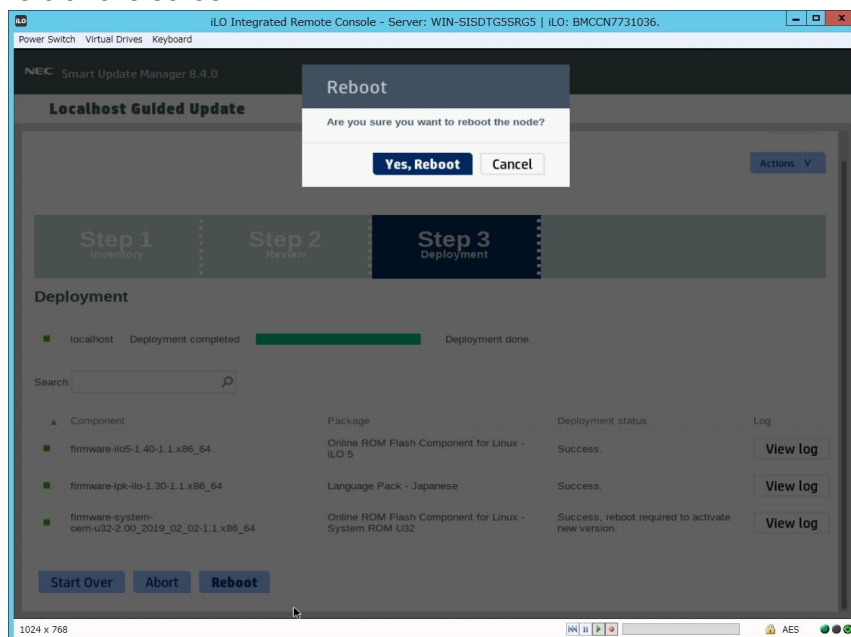 iLO Integrated Remote Console - Server: WIN-SISDTG5SRG5 | iLO: BMCCN7731036.
Power Switch Virtual Drives Keyboard
NEC Smart Update Manager 8.4.0
Localhost Guided Update
Reboot
Are you sure you want to reboot the node?
Yes, Reboot Cancel
Actions
Step 1
Inventory
Step 2
Review
Step 3
Deployment
Deployment
localhost Deployment completed Deployment done.
Search
Component Package Deployment status Log
firmware-ilo5-1.40-1.1.x86_64
Online ROM Flash Component for Linux -
iLO 5
Success.
View log
firmware-lpk-ilo-1.30-1.1.x86_64
Language Pack - Japanese
Success.
View log
firmware-system-
oem-u32-2.00_2019_02_02-1.1.x86_64
Online ROM Flash Component for Linux -
System ROM U32
Success, reboot required to activate
new version.
View log
Start Over Abort Reboot
1024 x 768
AES